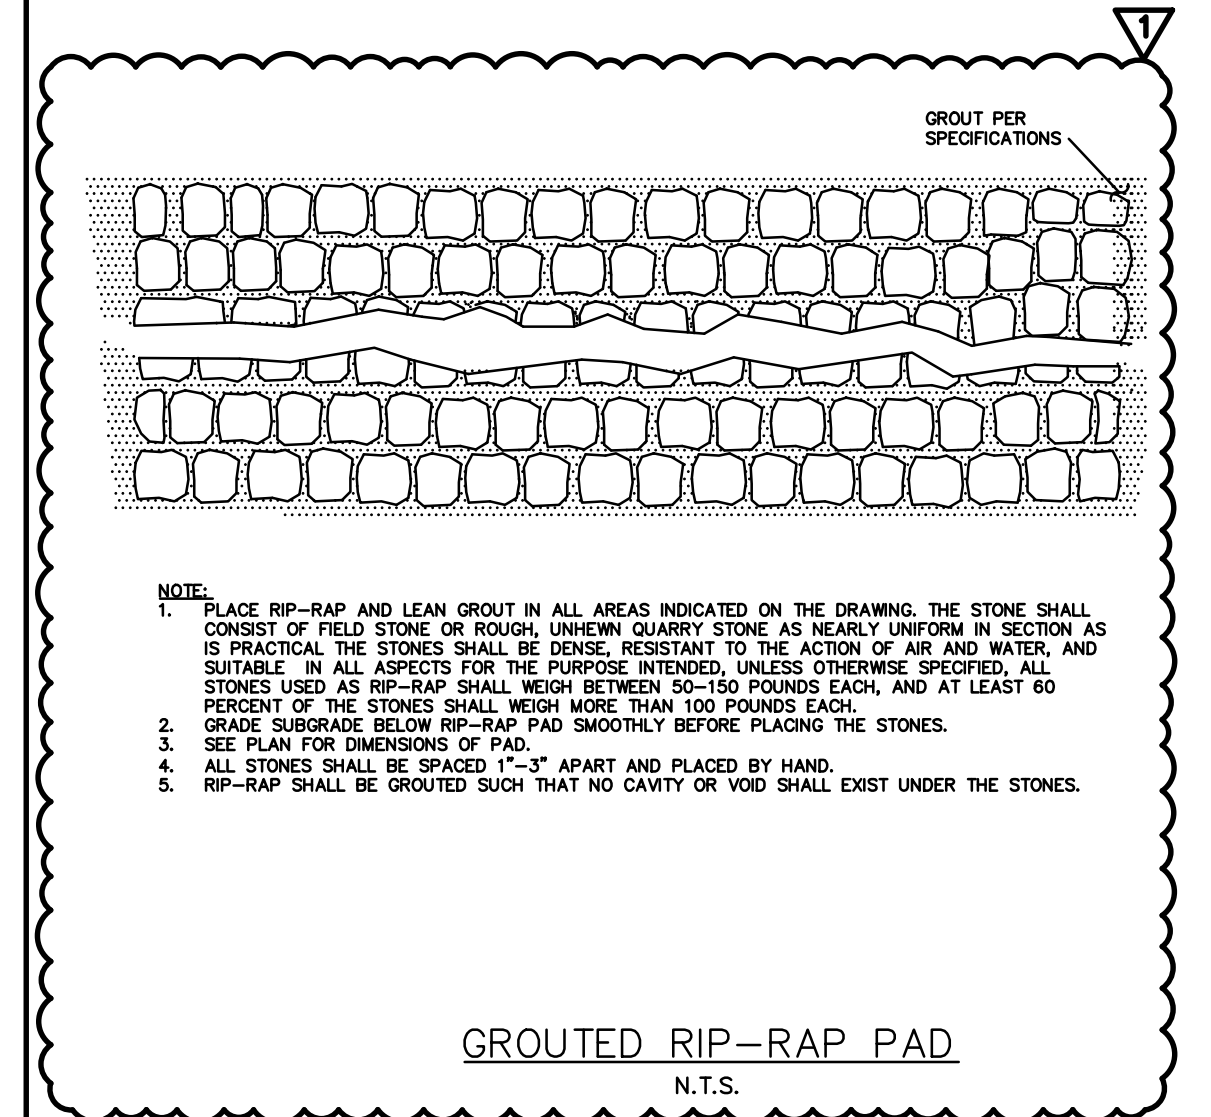 1
GROUT PER
SPECIFICATIONS
NOTE:
1. PLACE RIP-RAP AND LEAN GROUT IN ALL AREAS INDICATED ON THE DRAWING. THE STONE SHALL
CONSIST OF FIELD STONE OR ROUGH, UNHEWN QUARRY STONE AS NEARLY UNIFORM IN SECTION AS
IS PRACTICAL THE STONES SHALL BE DENSE, RESISTANT TO THE ACTION OF AIR AND WATER, AND
SUITABLE IN ALL ASPECTS FOR THE PURPOSE INTENDED, UNLESS OTHERWISE SPECIFIED, ALL
STONES USED AS RIP-RAP SHALL WEIGH BETWEEN 50-150 POUNDS EACH, AND AT LEAST 60
PERCENT OF THE STONES SHALL WEIGH MORE THAN 100 POUNDS EACH.
2. GRADE SUBGRADE BELOW RIP-RAP PAD SMOOTHLY BEFORE PLACING THE STONES.
3. SEE PLAN FOR DIMENSIONS OF PAD.
4. ALL STONES SHALL BE SPACED 1"-3" APART AND PLACED BY HAND.
5. RIP-RAP SHALL BE GROUTED SUCH THAT NO CAVITY OR VOID SHALL EXIST UNDER THE STONES.
GROUTED RIP-RAP PAD
N.T.S.